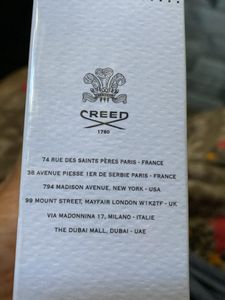 CREED
1760
74 RUE DES SAINTS PÈRES PARIS - FRANCE
38 AVENUE PIESSE 1ER DE SERBIE PARIS - FRANCE
794 MADISON AVENUE, NEW YORK - USA
99 MOUNT STREET, MAYFAIR LONDON W1K2TF - UK
VIA MADONNINA 17, MILANO - ITALIE
THE DUBAI MALL, DUBAI - UAE